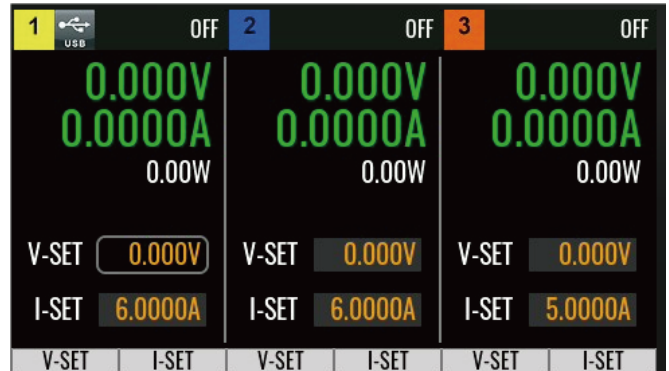 1 USB OFF 2 OFF 3 OFF
0.000V 0.000V 0.000V
0.0000A 0.0000A 0.0000A
0.00W 0.00W 0.00W
V-SET 0.000V V-SET 0.000V V-SET 0.000V
I-SET 6.0000A I-SET 6.0000A I-SET 5.0000A
V-SET I-SET V-SET I-SET V-SET I-SET